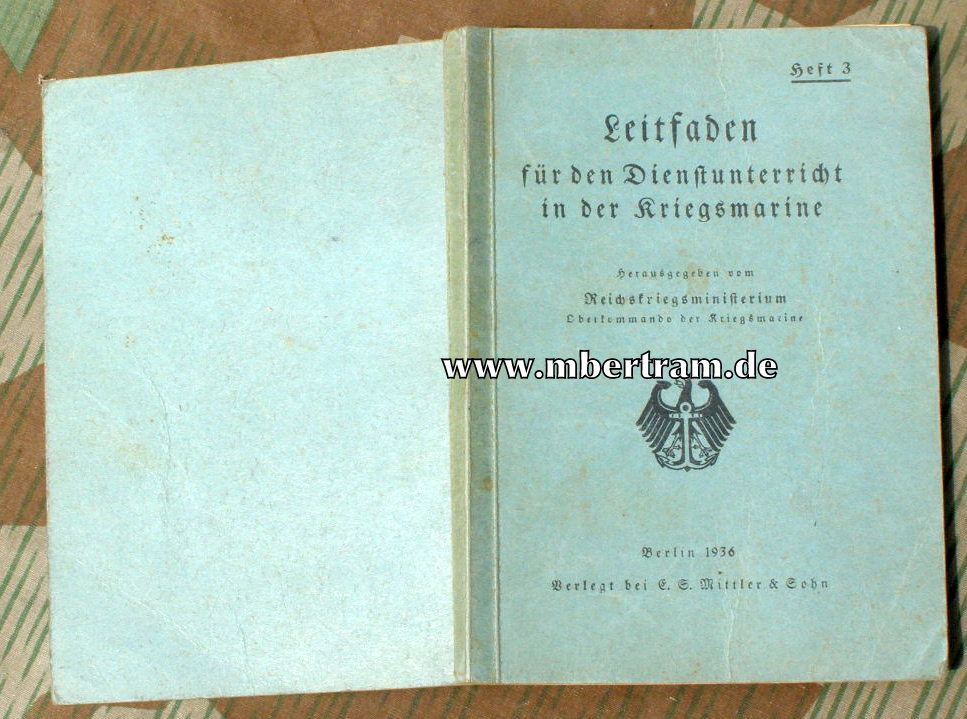 Heft 3
Leitfaden
für den Dienstunterricht
in der Kriegsmarine
Herausgegeben vom
Reichskriegsministerium
Oberkommando der Kriegsmarine
www.mbertram.de
Berlin 1936
Verlegt bei E. S. Mittler & Sohn